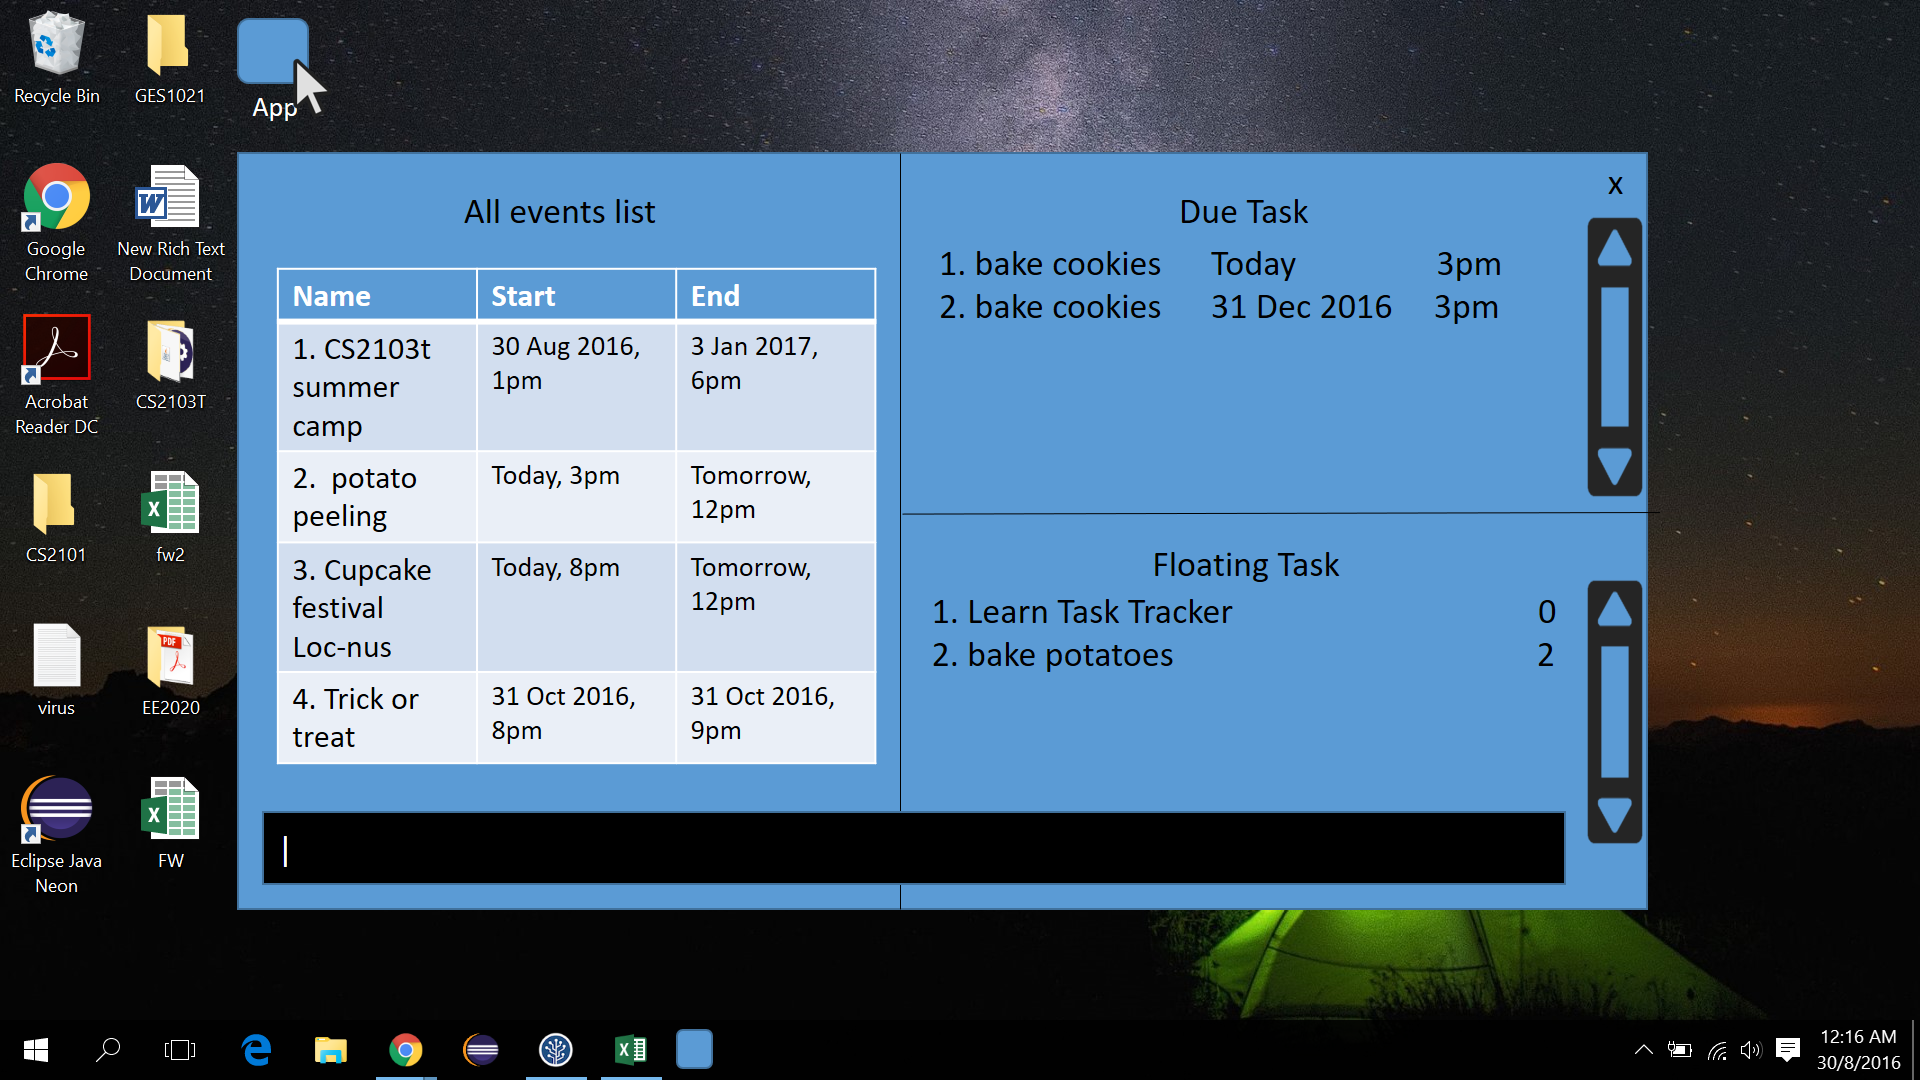 Recycle Bin
GES1021
App
Google
Chrome
New Rich Text
Document
Acrobat
Reader DC
CS2103T
CS2101
fw2
virus
PDF
EE2020
Eclipse Java
Neon
FW
All events list
Name Start End
1. CS2103t
summer
camp
30 Aug 2016,
1pm
3 Jan 2017,
6pm
2. potato
peeling
Today, 3pm
Tomorrow,
12pm
3. Cupcake
festival
Loc-nus
Today, 8pm
Tomorrow,
12pm
4. Trick or
treat
31 Oct 2016,
8pm
31 Oct 2016,
9pm
x
Due Task
1. bake cookies Today 3pm
2. bake cookies 31 Dec 2016 3pm
Floating Task
1. Learn Task Tracker 0
2. bake potatoes 2
12:16 AM
30/8/2016